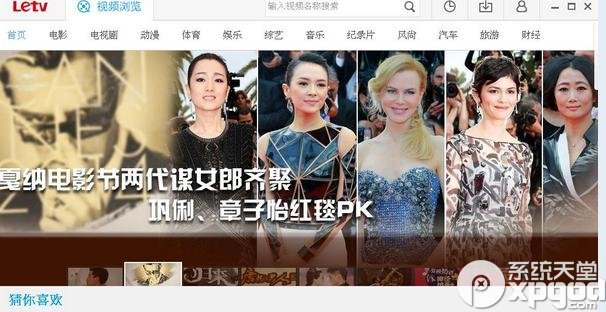 Letv 视频浏览 输入视频名称搜索
首页 电影 电视剧 动漫 体育 娱乐 综艺 音乐 纪录片 风尚 汽车 旅游 财经
戛纳电影节两代谋女郎齐聚
巩俐、章子怡红毯PK
归来
系统天堂
xpgod.com
猜你喜欢